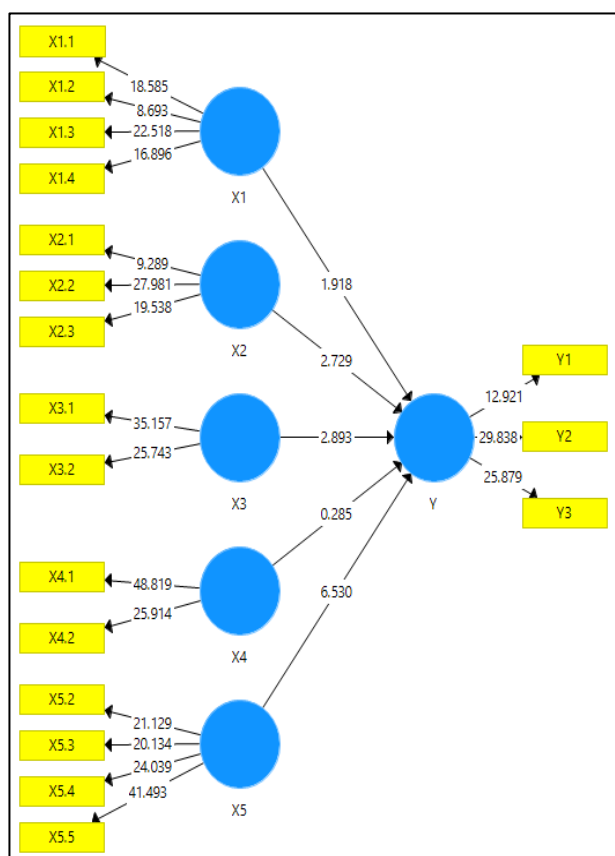 X1.1
18.585
X1.2
8.693
X1.3
22.518
16.896
X1.4
X1
X2.1
9.289
X2.2
27.981
1.918
19.538
X2.3
X2
2.729
Y1
12.921
X3.1
35.157
2.893
29.838
Y2
25.743
X3.2
25.879
X3
Y
Y3
0.285
X4.1
48.819
25.914
X4.2
X4
6.530
X5.2
21.129
X5.3
20.134
24.039
X5.4
41.493
X5
X5.5